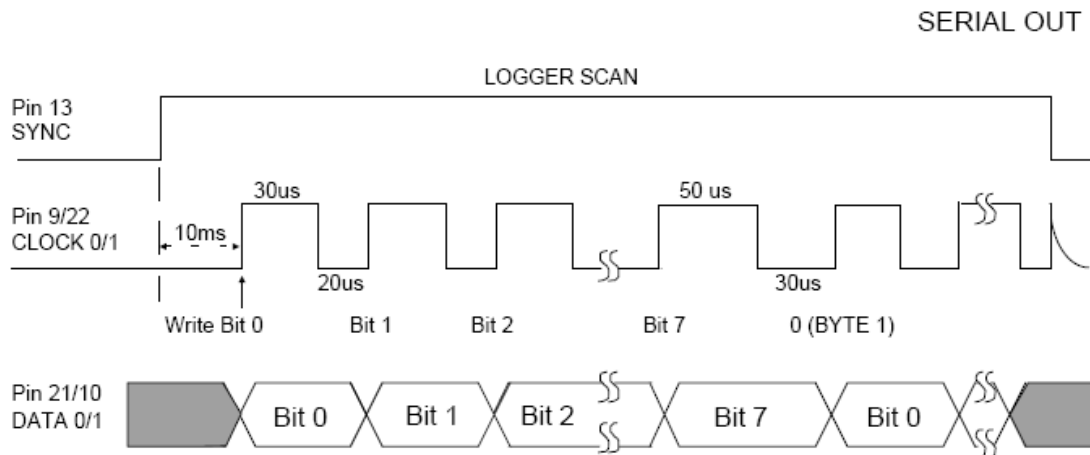 SERIAL OUT
LOGGER SCAN
Pin 13
SYNC
30us
50 us
Pin 9/22
CLOCK 0/1
10ms
20us
30us
Write Bit 0
Bit 1
Bit 2
Bit 7
0 (BYTE 1)
Pin 21/10
DATA 0/1
Bit 0
Bit 1
Bit 2
Bit 7
Bit 0